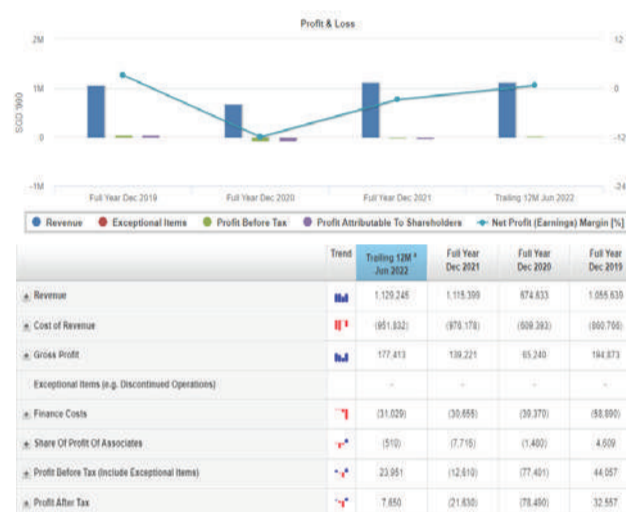 Profit & Loss
2M 12
1M 0
SGD '000
0 -12
-1M -24
Full Year Dec 2019 Full Year Dec 2020 Full Year Dec 2021 Trailing 12M Jun 2022
Revenue Exceptional Items Profit Before Tax Profit Attributable To Shareholders Net Profit (Earnings) Margin [%]
Trend Trailing 12M * Jun 2022 Full Year Dec 2021 Full Year Dec 2020 Full Year Dec 2019
Revenue 1,129,245 1,115,399 674,633 1,055,639
Cost of Revenue (951,832) (976,178) (609,393) (860,766)
Gross Profit 177,413 139,221 65,240 194,873
Exceptional Items (e.g. Discontinued Operations) - - - -
Finance Costs (31,029) (30,655) (39,370) (58,890)
Share Of Profit Of Associates (510) (7,716) (1,460) 4,609
Profit Before Tax (Include Exceptional Items) 23,951 (12,610) (77,401) 44,057
Profit After Tax 7,650 (21,630) (78,490) 32,557